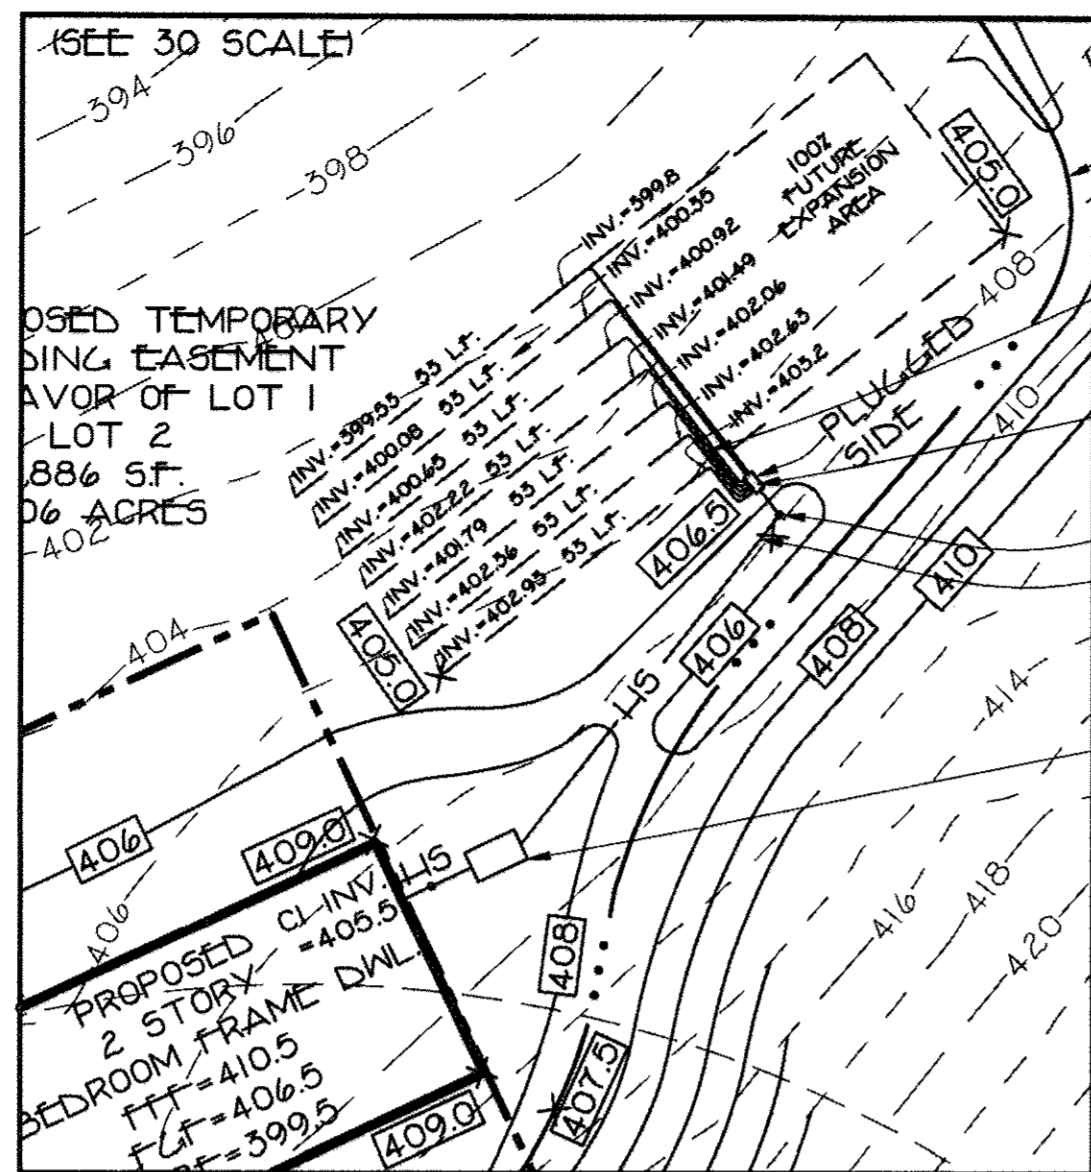 (SEE 30 SCALE)
394
396
398
400
402
404
406
408
410
414
416
418
420
INV.=399.8
INV.=400.35
INV.=400.92
INV.=401.49
INV.=402.06
INV.=402.63
INV.=403.2
100%
FUTURE
EXPANSION
AREA
405.0
PLUGGED
SIDE
OSED TEMPORARY
DING EASEMENT
AVOR OF LOT 1
LOT 2
,886 S.F.
06 ACRES
INV.=399.53 53 L.F.
INV.=400.08 53 L.F.
INV.=400.65 53 L.F.
INV.=402.22 53 L.F.
INV.=401.79 53 L.F.
INV.=402.36 53 L.F.
INV.=402.93 53 L.F.
405.0
406.5
406
408
410
HS
406
409.0
HS
C.I. INV.
=405.5
PROPOSED
2 STORY
BEDROOM FRAME DWL.
FFF=410.5
FGF=406.5
F=399.5
409.0
408
407.5